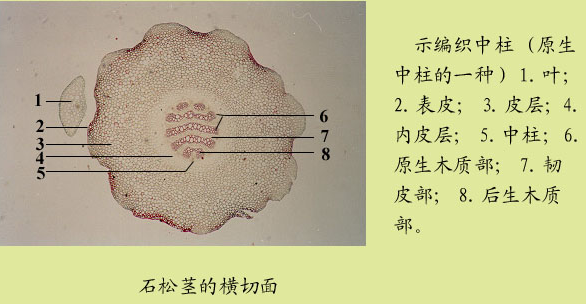 1
2
3
4
5
6
7
8
示编织中柱（原生
中柱的一种）1. 叶；
2. 表皮； 3. 皮层； 4.
内皮层； 5. 中柱； 6.
原生木质部； 7. 韧
皮部； 8. 后生木质
部。
石松茎的横切面